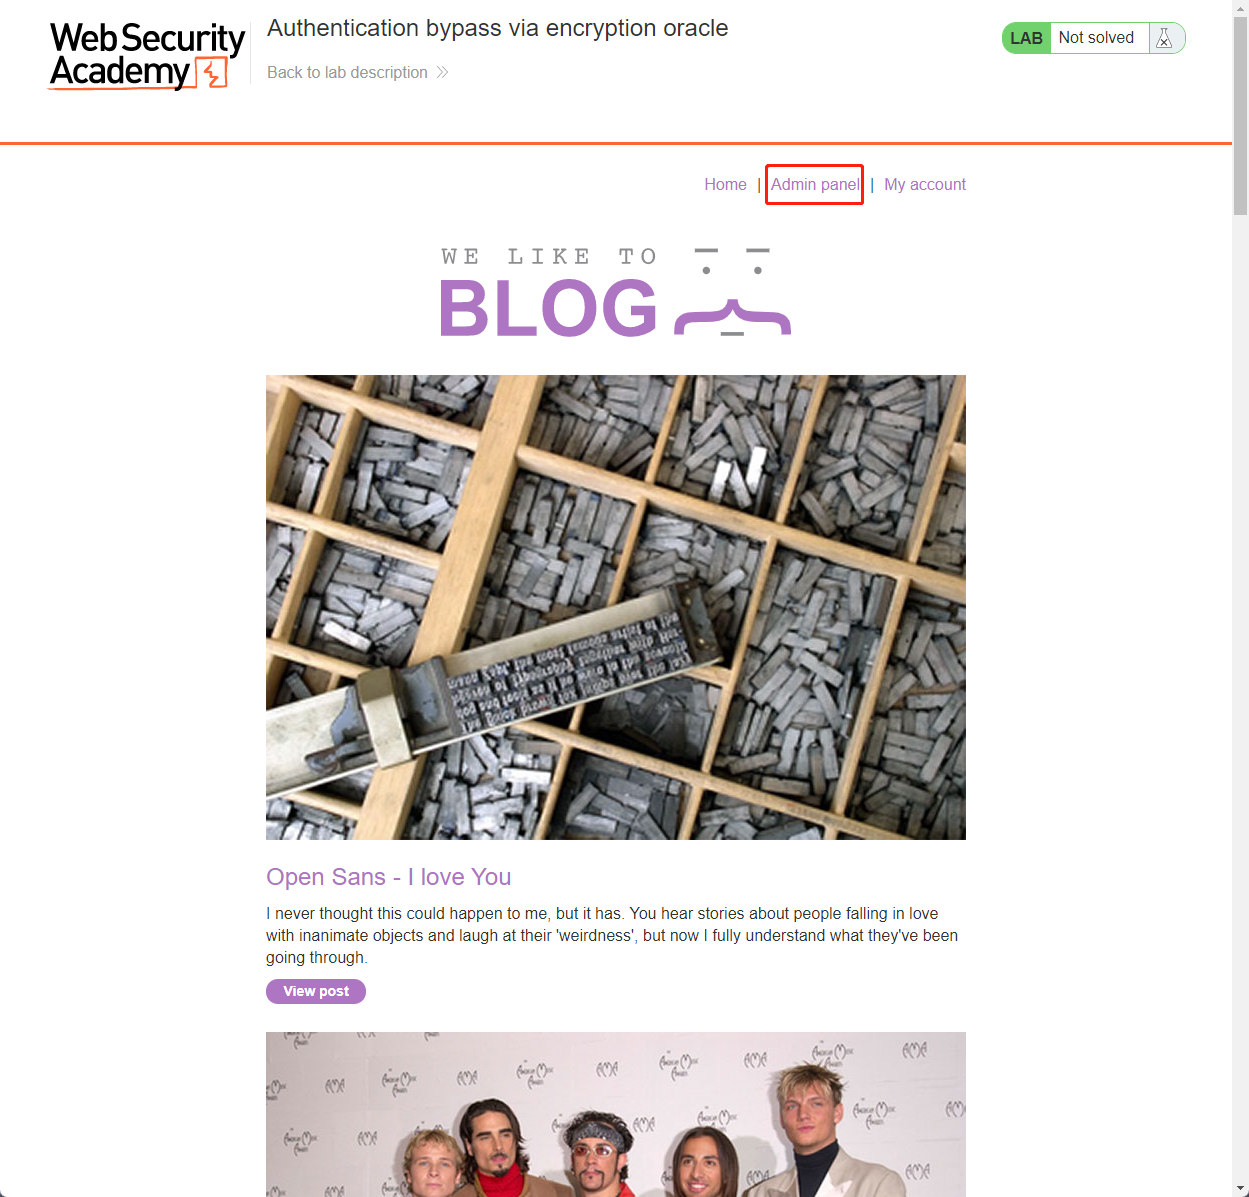 WebSecurity
Academy
Authentication bypass via encryption oracle
Back to lab description
LAB Not solved
Home | Admin panel | My account
WE LIKE TO
BLOG
Open Sans - I love You
I never thought this could happen to me, but it has. You hear stories about people falling in love
with inanimate objects and laugh at their 'weirdness', but now I fully understand what they've been
going through.
View post